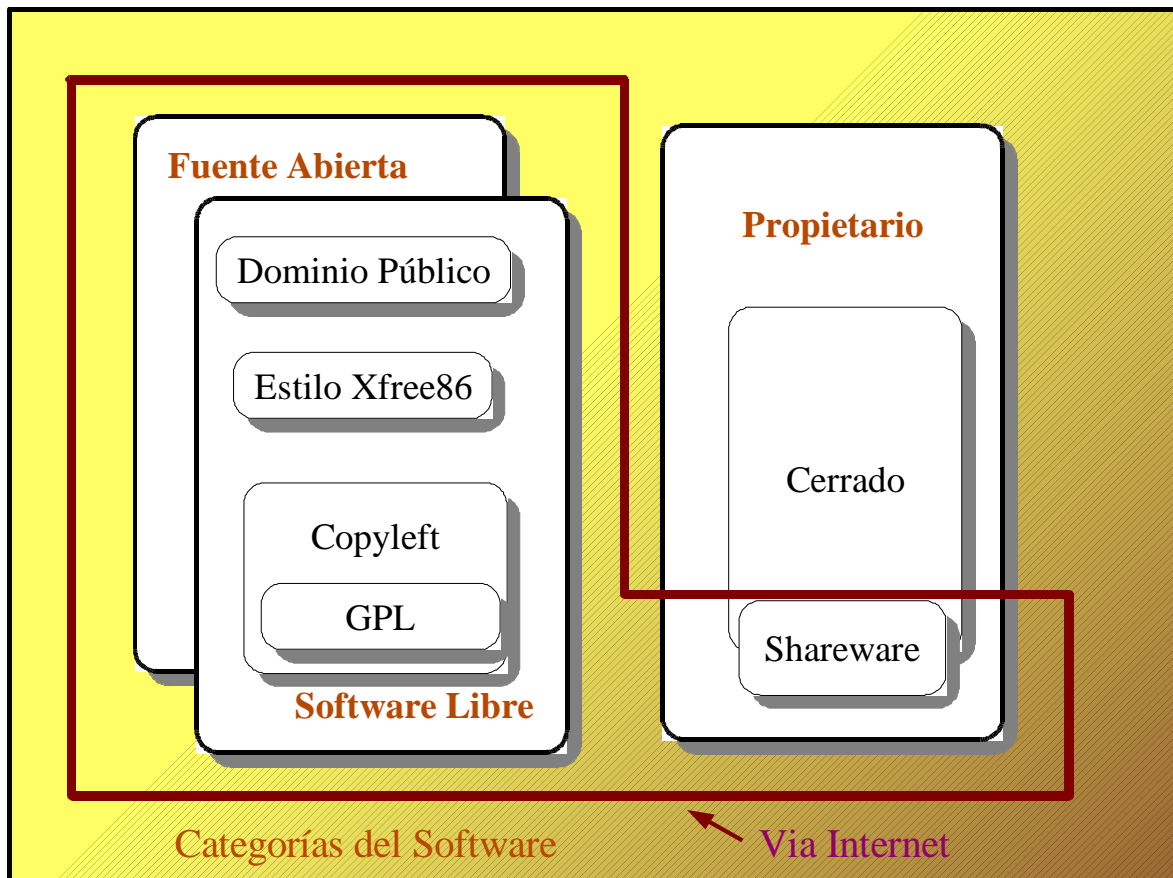 Fuente Abierta
Dominio Público
Estilo Xfree86
Copyleft
GPL
Software Libre
Propietario
Cerrado
Shareware
Categorías del Software
Via Internet